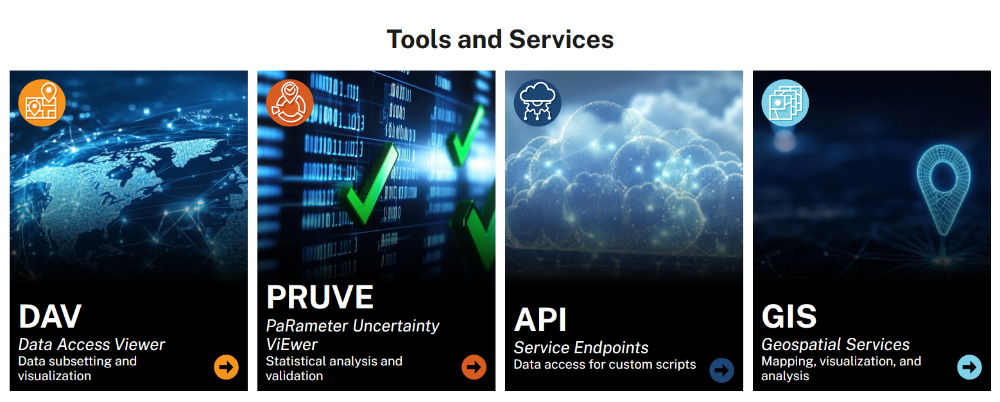 Tools and Services
DAV
Data Access Viewer
Data subsetting and
visualization
PRUVE
PaRameter Uncertainty
ViEwer
Statistical analysis and
validation
API
Service Endpoints
Data access for custom scripts
GIS
Geospatial Services
Mapping, visualization, and
analysis